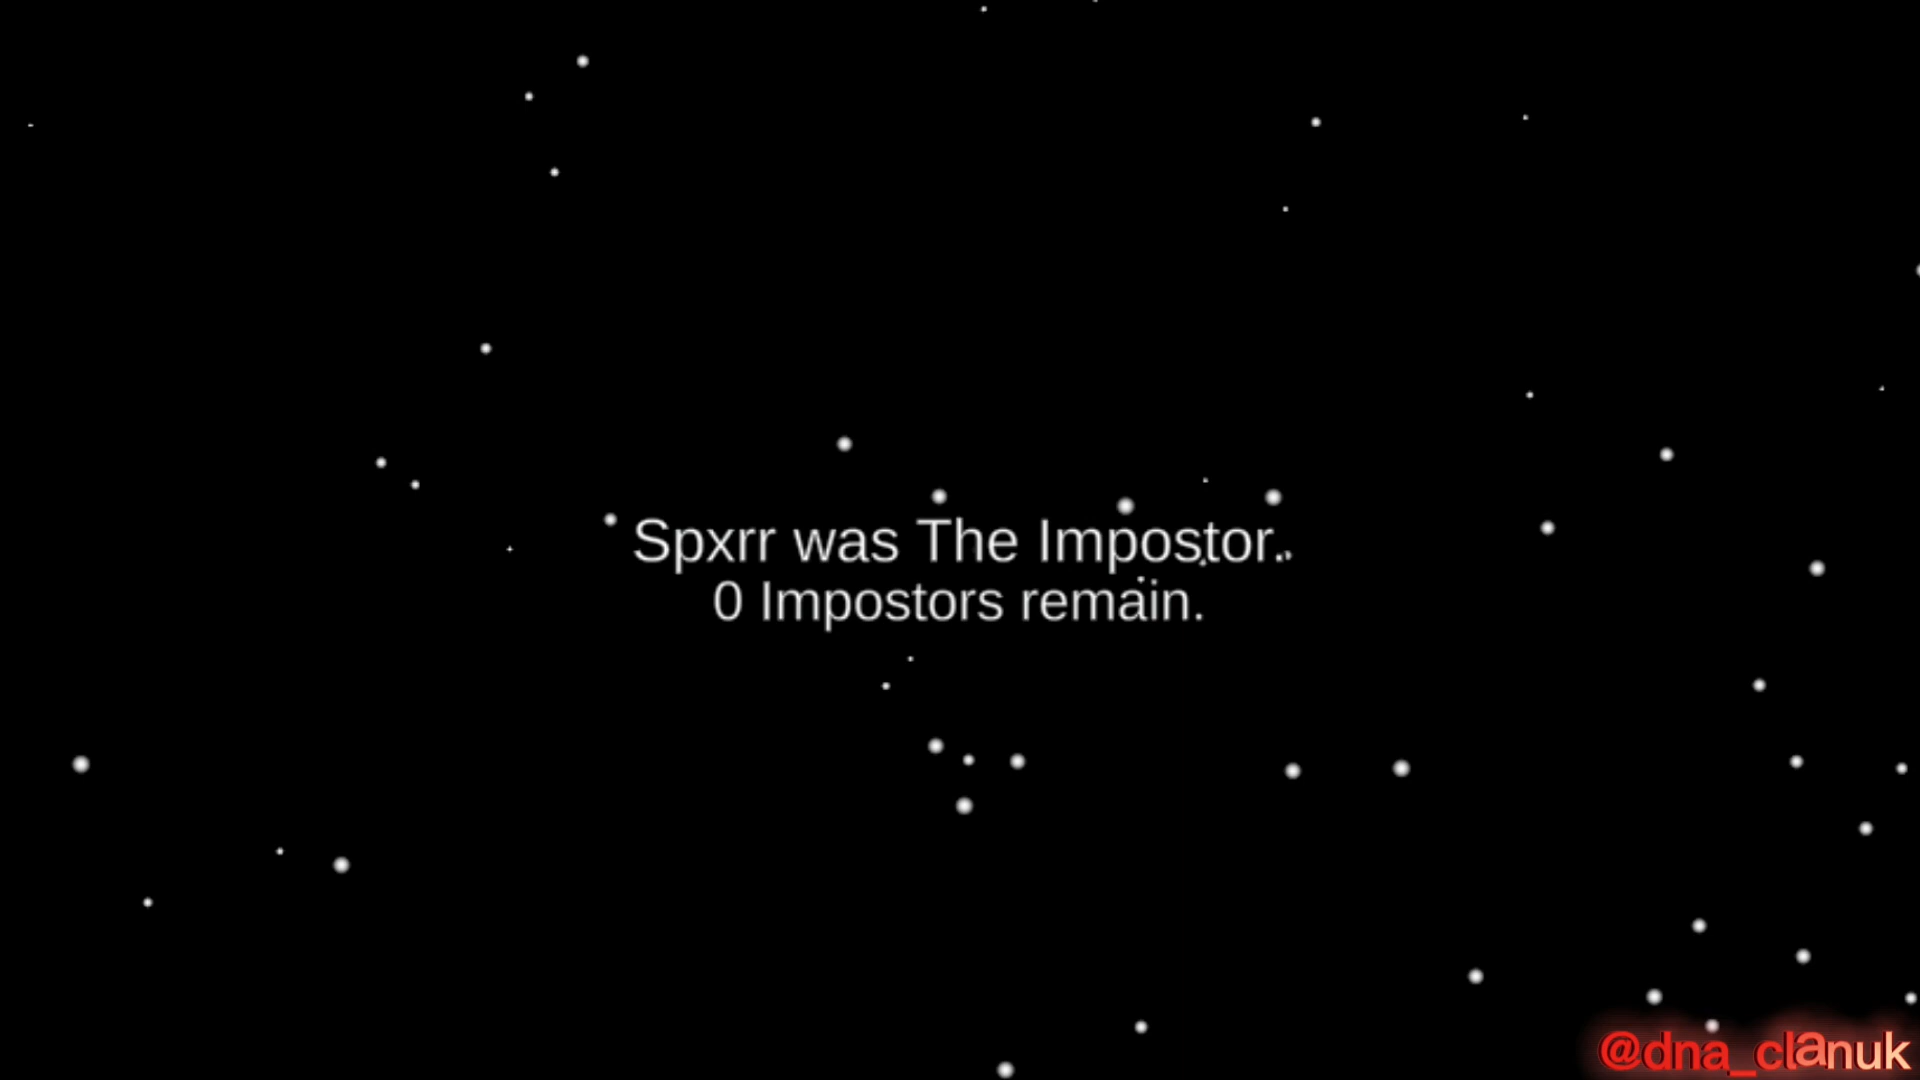 Spxrr was The Impostor.
0 Impostors remain.
@dna_clanuk